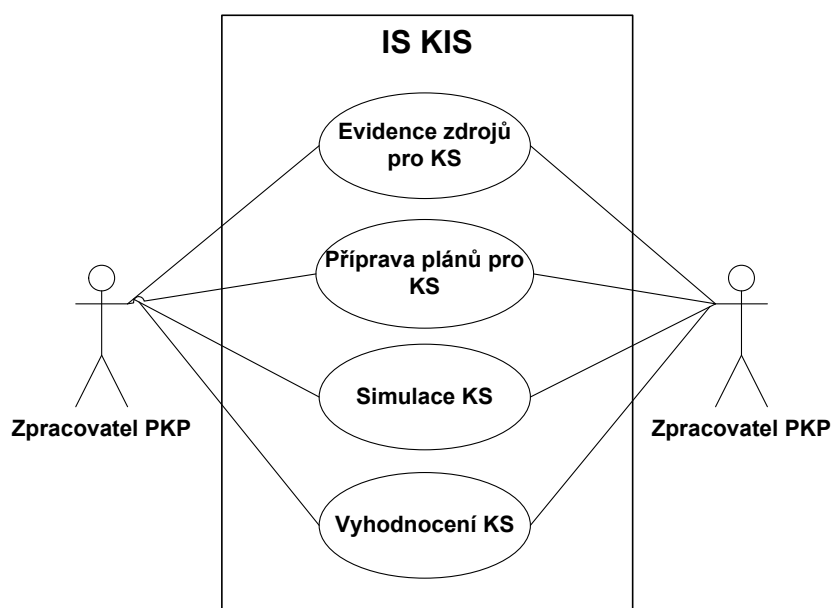 IS KIS
Evidence zdrojů
pro KS
Příprava plánů pro
KS
Simulace KS
Zpracovatel PKP
Zpracovatel PKP
Vyhodnocení KS